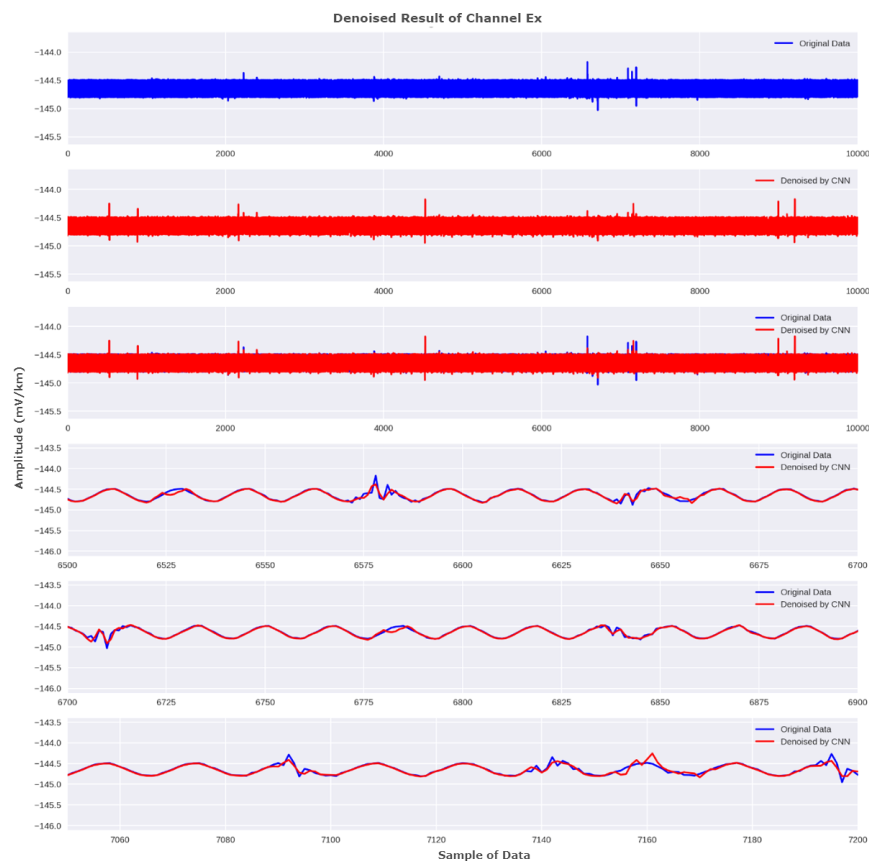 Denoised Result of Channel Ex
Amplitude (mV/km)
−144.0
−144.5
−145.0
−145.5
Original Data
0 2000 4000 6000 8000 10000
−144.0
−144.5
−145.0
−145.5
Denoised by CNN
0 2000 4000 6000 8000 10000
−144.0
−144.5
−145.0
−145.5
Original Data
Denoised by CNN
0 2000 4000 6000 8000 10000
−143.5
−144.0
−144.5
−145.0
−145.5
−146.0
Original Data
Denoised by CNN
6500 6525 6550 6575 6600 6625 6650 6675 6700
−143.5
−144.0
−144.5
−145.0
−145.5
−146.0
Original Data
Denoised by CNN
6700 6725 6750 6775 6800 6825 6848 6875 6900
−143.5
−144.0
−144.5
−145.0
−145.5
−146.0
Original Data
Denoised by CNN
7060 7080 7100 7120 7140 7160 7180 7200
Sample of Data